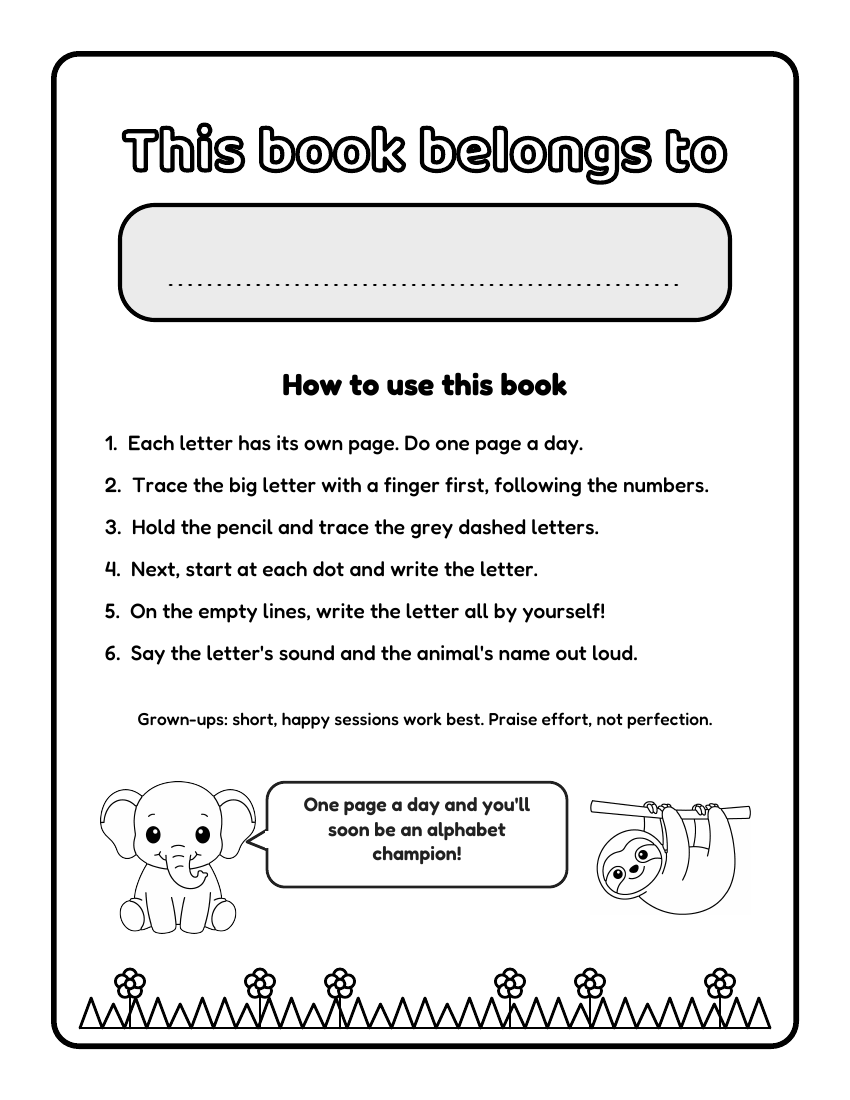 This book belongs to
How to use this book
1. Each letter has its own page. Do one page a day.
2. Trace the big letter with a finger first, following the numbers.
3. Hold the pencil and trace the grey dashed letters.
4. Next, start at each dot and write the letter.
5. On the empty lines, write the letter all by yourself!
6. Say the letter's sound and the animal's name out loud.
Grown-ups: short, happy sessions work best. Praise effort, not perfection.
One page a day and you'll
soon be an alphabet
champion!